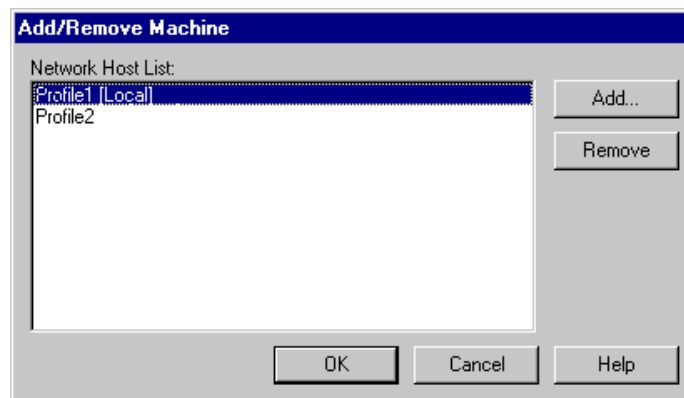 Add/Remove Machine
Network Host List:
Profile1 [Local]
Profile2
Add...
Remove
OK
Cancel
Help